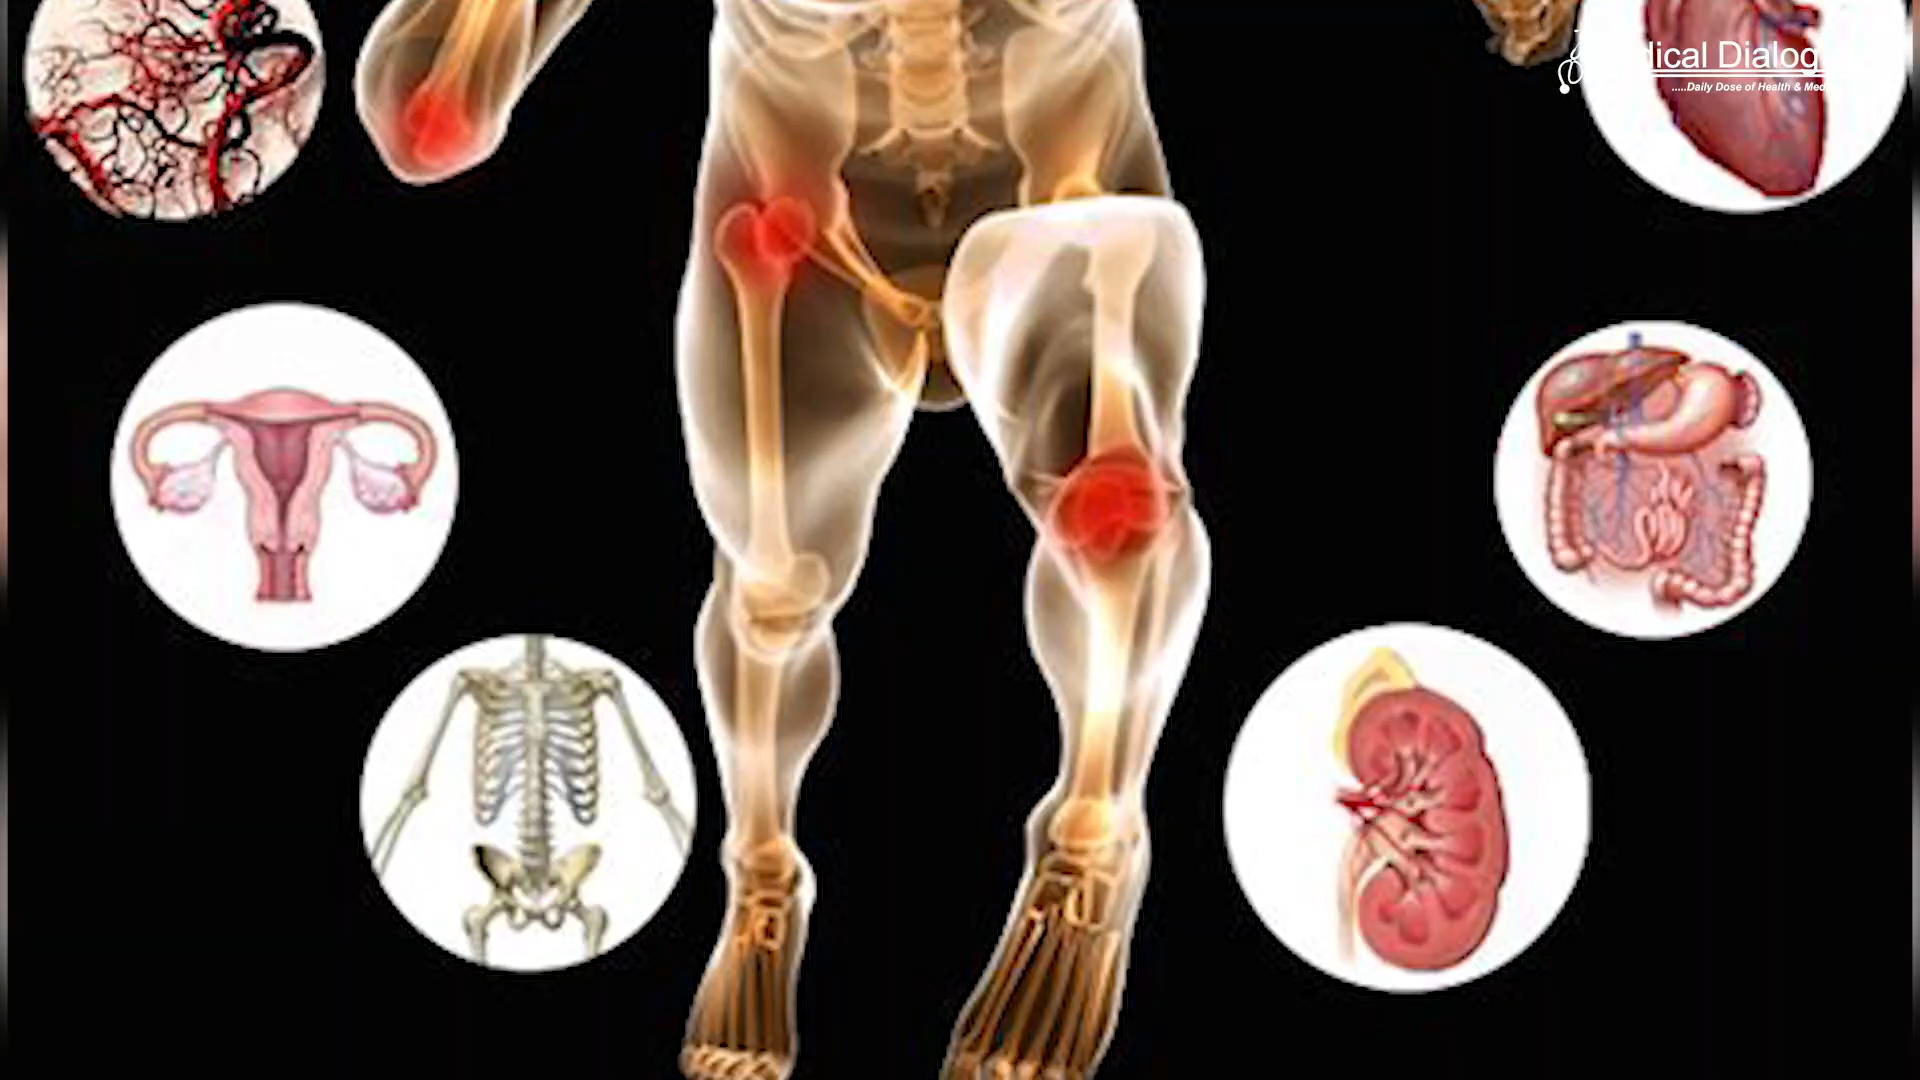 dical Dialog
.....Daily Dose of Health & Med